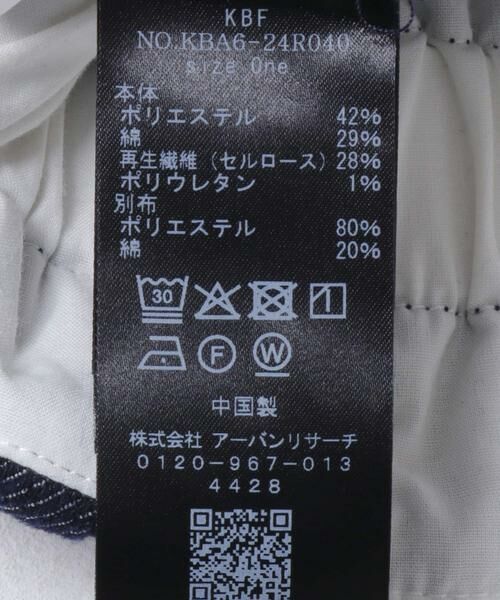 KBF
NO.KBA6-24R040
size One
本体
ポリエステル 42%
綿 29%
再生繊維（セルロース）28%
ポリウレタン 1%
別布
ポリエステル 80%
綿 20%
30
F W
中国製
株式会社 アーバンリサーチ
0120-967-013
4428